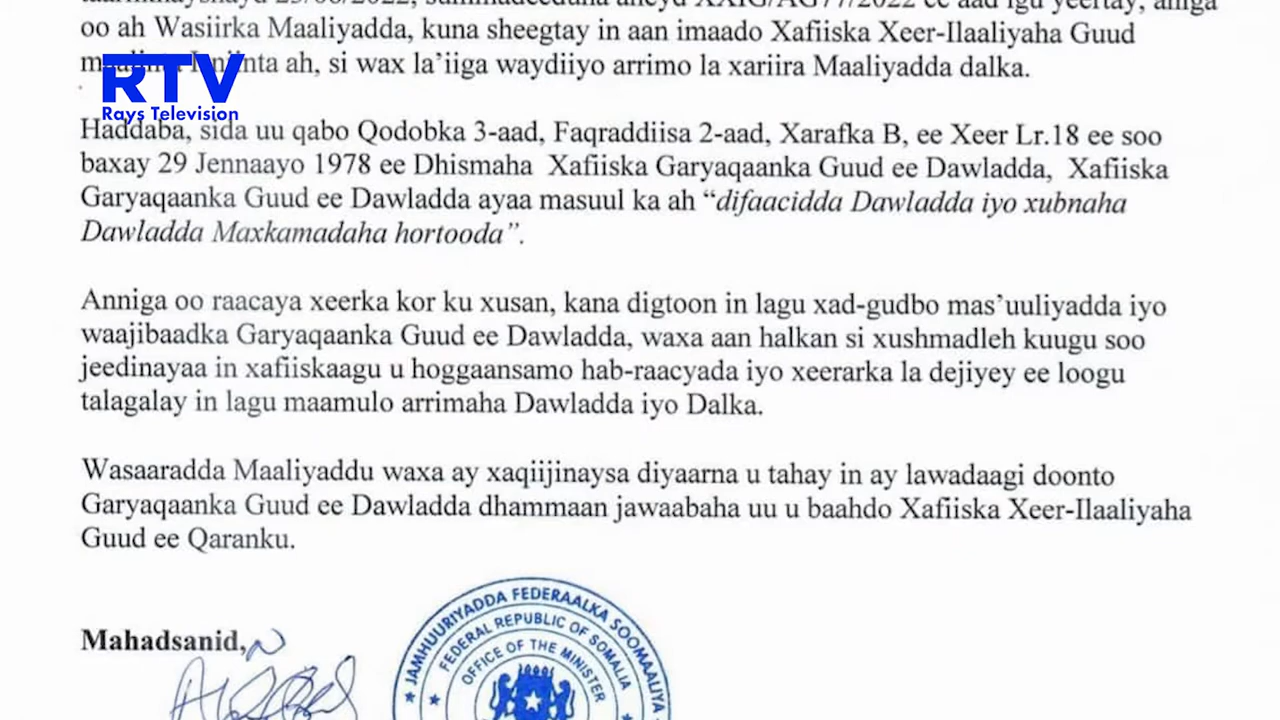 oo ah Wasiirka Maaliyadda, kuna sheegtay in aan imaado Xafiiska Xeer-Ilaaliyaha Guud
ah, si wax la’iiga waydiiyo arrimo la xariira Maaliyadda dalka.
RTV
Rays Television
Haddaba, sida uu qabo Qodobka 3-aad, Faqraddiisa 2-aad, Xarafka B, ee Xeer Lr.18 ee soo
baxay 29 Jennaayo 1978 ee Dhismaha Xafiiska Garyaqaanka Guud ee Dawladda, Xafiiska
Garyaqaanka Guud ee Dawladda ayaa masuul ka ah “difaacidda Dawladda iyo xubnaha
Dawladda Maxkamadaha hortooda”.
Anniga oo raacaya xeerka kor ku xusan, kana digtoon in lagu xad-gudbo mas’uuliyadda iyo
waajibaadka Garyaqaanka Guud ee Dawladda, waxa aan halkan si xushmadleh kuugu soo
jeedinayaa in xafiiskaagu u hoggaansamo hab-raacyada iyo xeerarka la dejiyey ee loogu
talagalay in lagu maamulo arrimaha Dawladda iyo Dalka.
Wasaaradda Maaliyaddu waxa ay xaqiijinaysa diyaarna u tahay in ay lawadaagi doonto
Garyaqaanka Guud ee Dawladda dhammaan jawaabaha uu u baahdo Xafiiska Xeer-Ilaaliyaha
Guud ee Qaranku.
Mahadsanid,
JAMHUURIYADDA FEDERAALKA SOOMAALIYA
FEDERAL REPUBLIC OF SOMALIA
OFFICE OF THE MINISTER